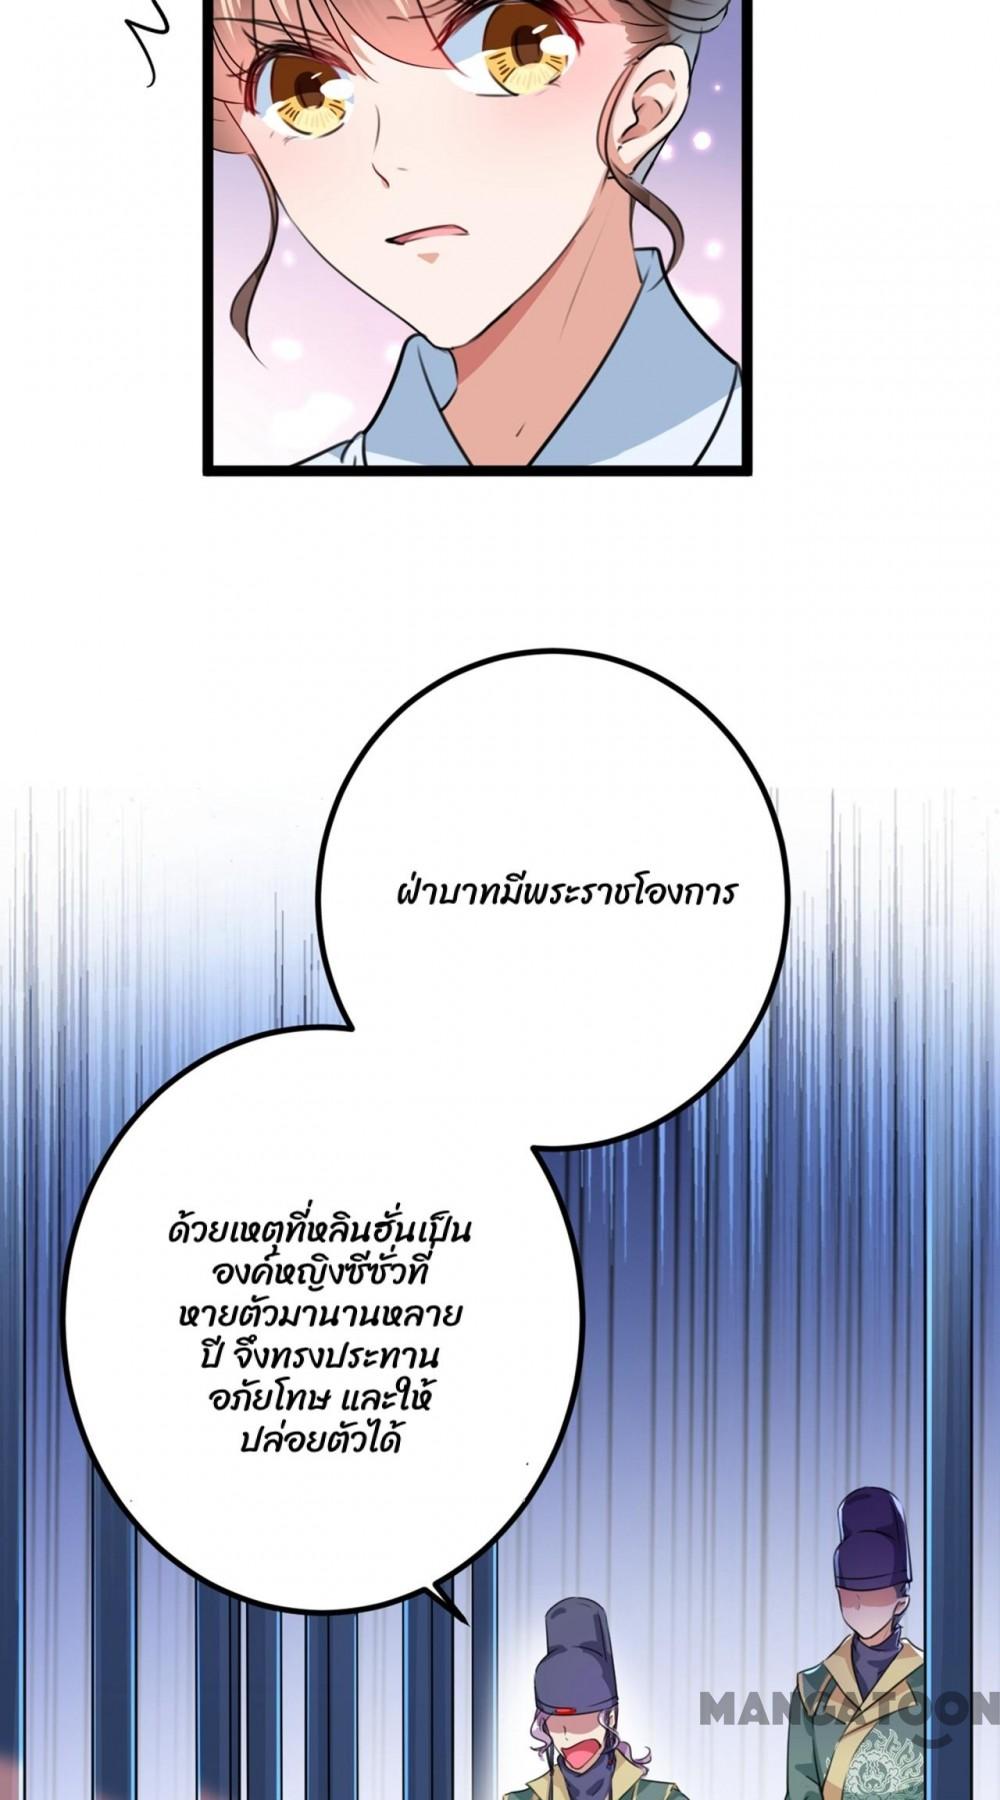 ฝ่าบาทมีพระราชโองการ
ด้วยเหตุที่หลินฮั่นเป็น
องค์หญิงซีซั่วที่
หายตัวมานานหลาย
ปี จึงทรงประทาน
อภัยโทษ และให้
ปล่อยตัวได้
MANGATOON